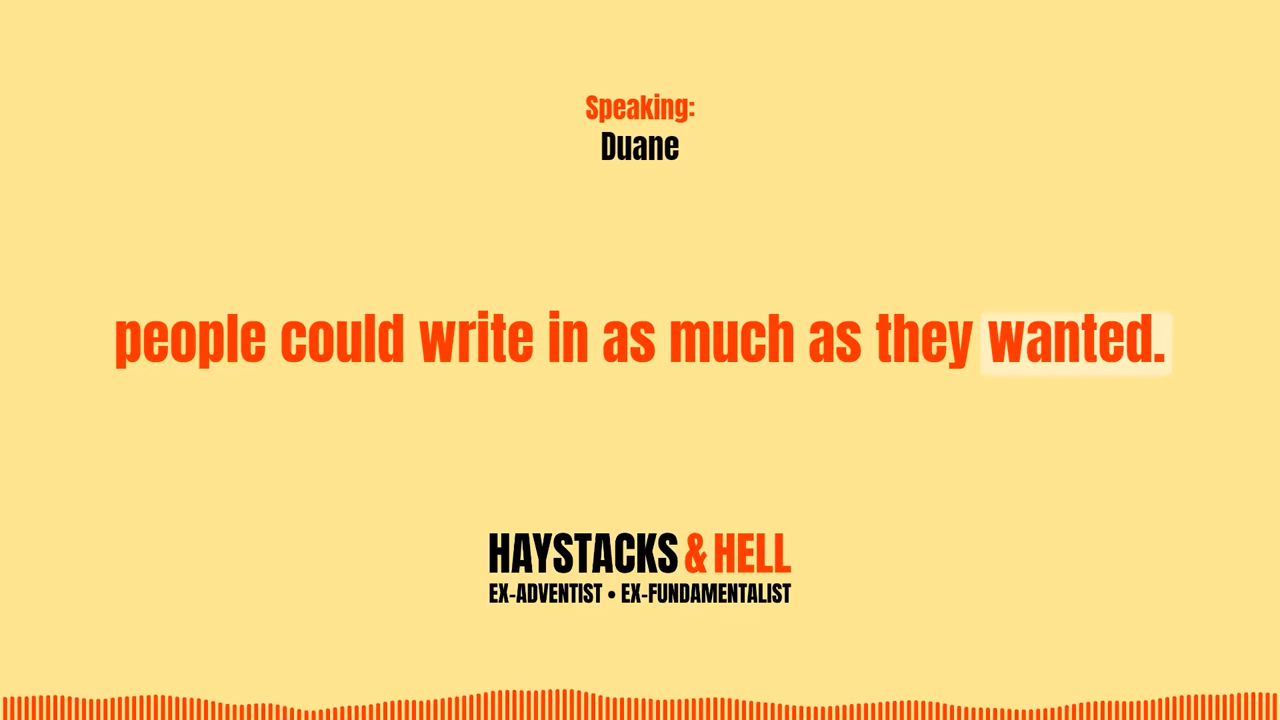 Speaking:
Duane
people could write in as much as they wanted.
HAYSTACKS & HELL
EX-ADVENTIST • EX-FUNDAMENTALIST